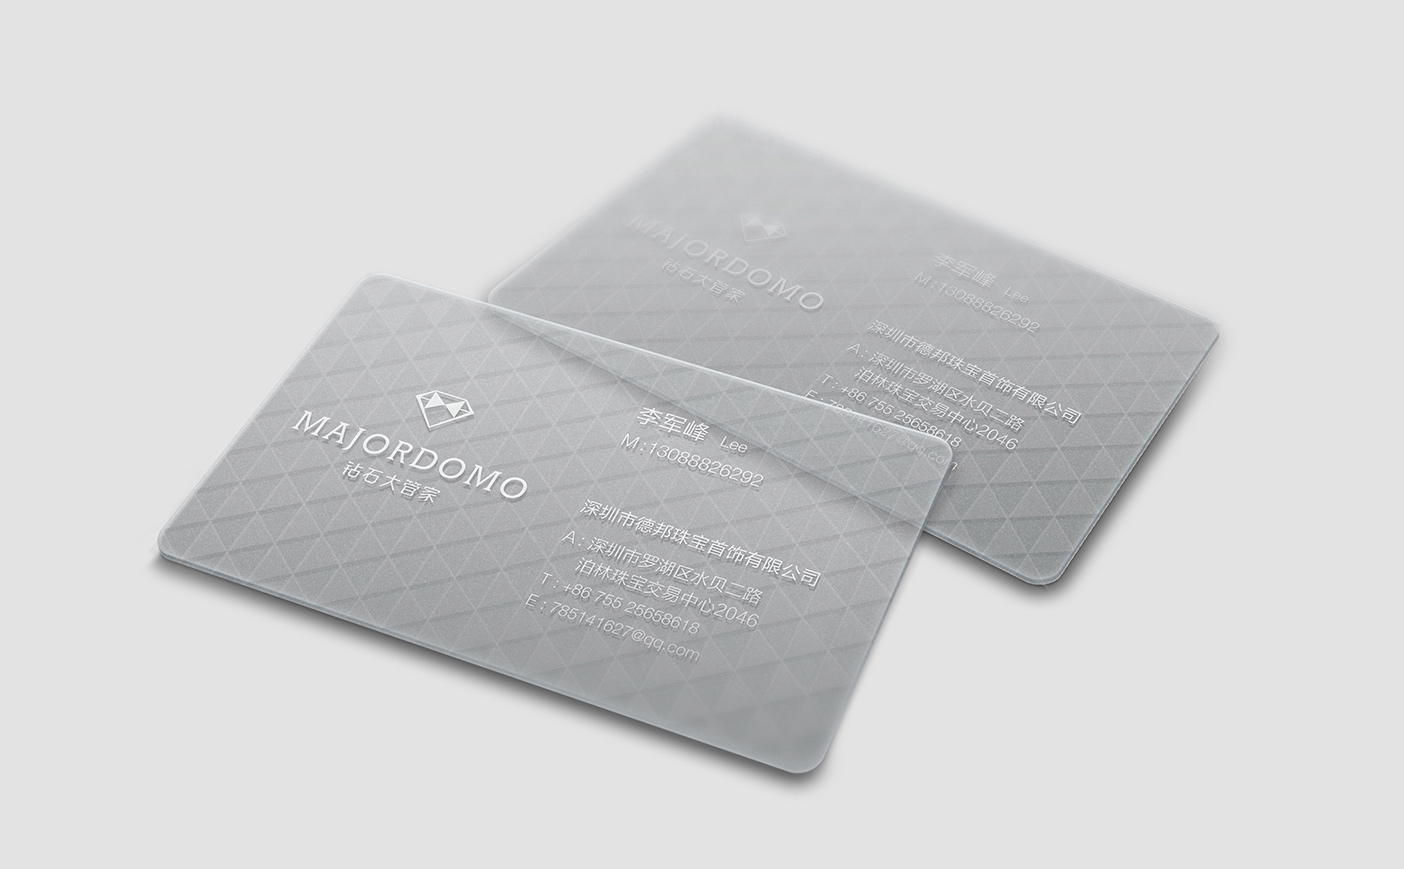 MAJORDOMO
钻石大管家
李军峰 Lee
M:13088826292
深圳市德邦珠宝首饰有限公司
A:深圳市罗湖区水贝二路
泊林珠宝交易中心2046
T:+86 755 25658618
E:785141627@qq.com
MAJORDOMO
钻石大管家
李军峰 Lee
M:13088826292
深圳市德邦珠宝首饰有限公司
A:深圳市罗湖区水贝二路
泊林珠宝交易中心2046
T:+86 755 25658618
E:785141627@qq.com